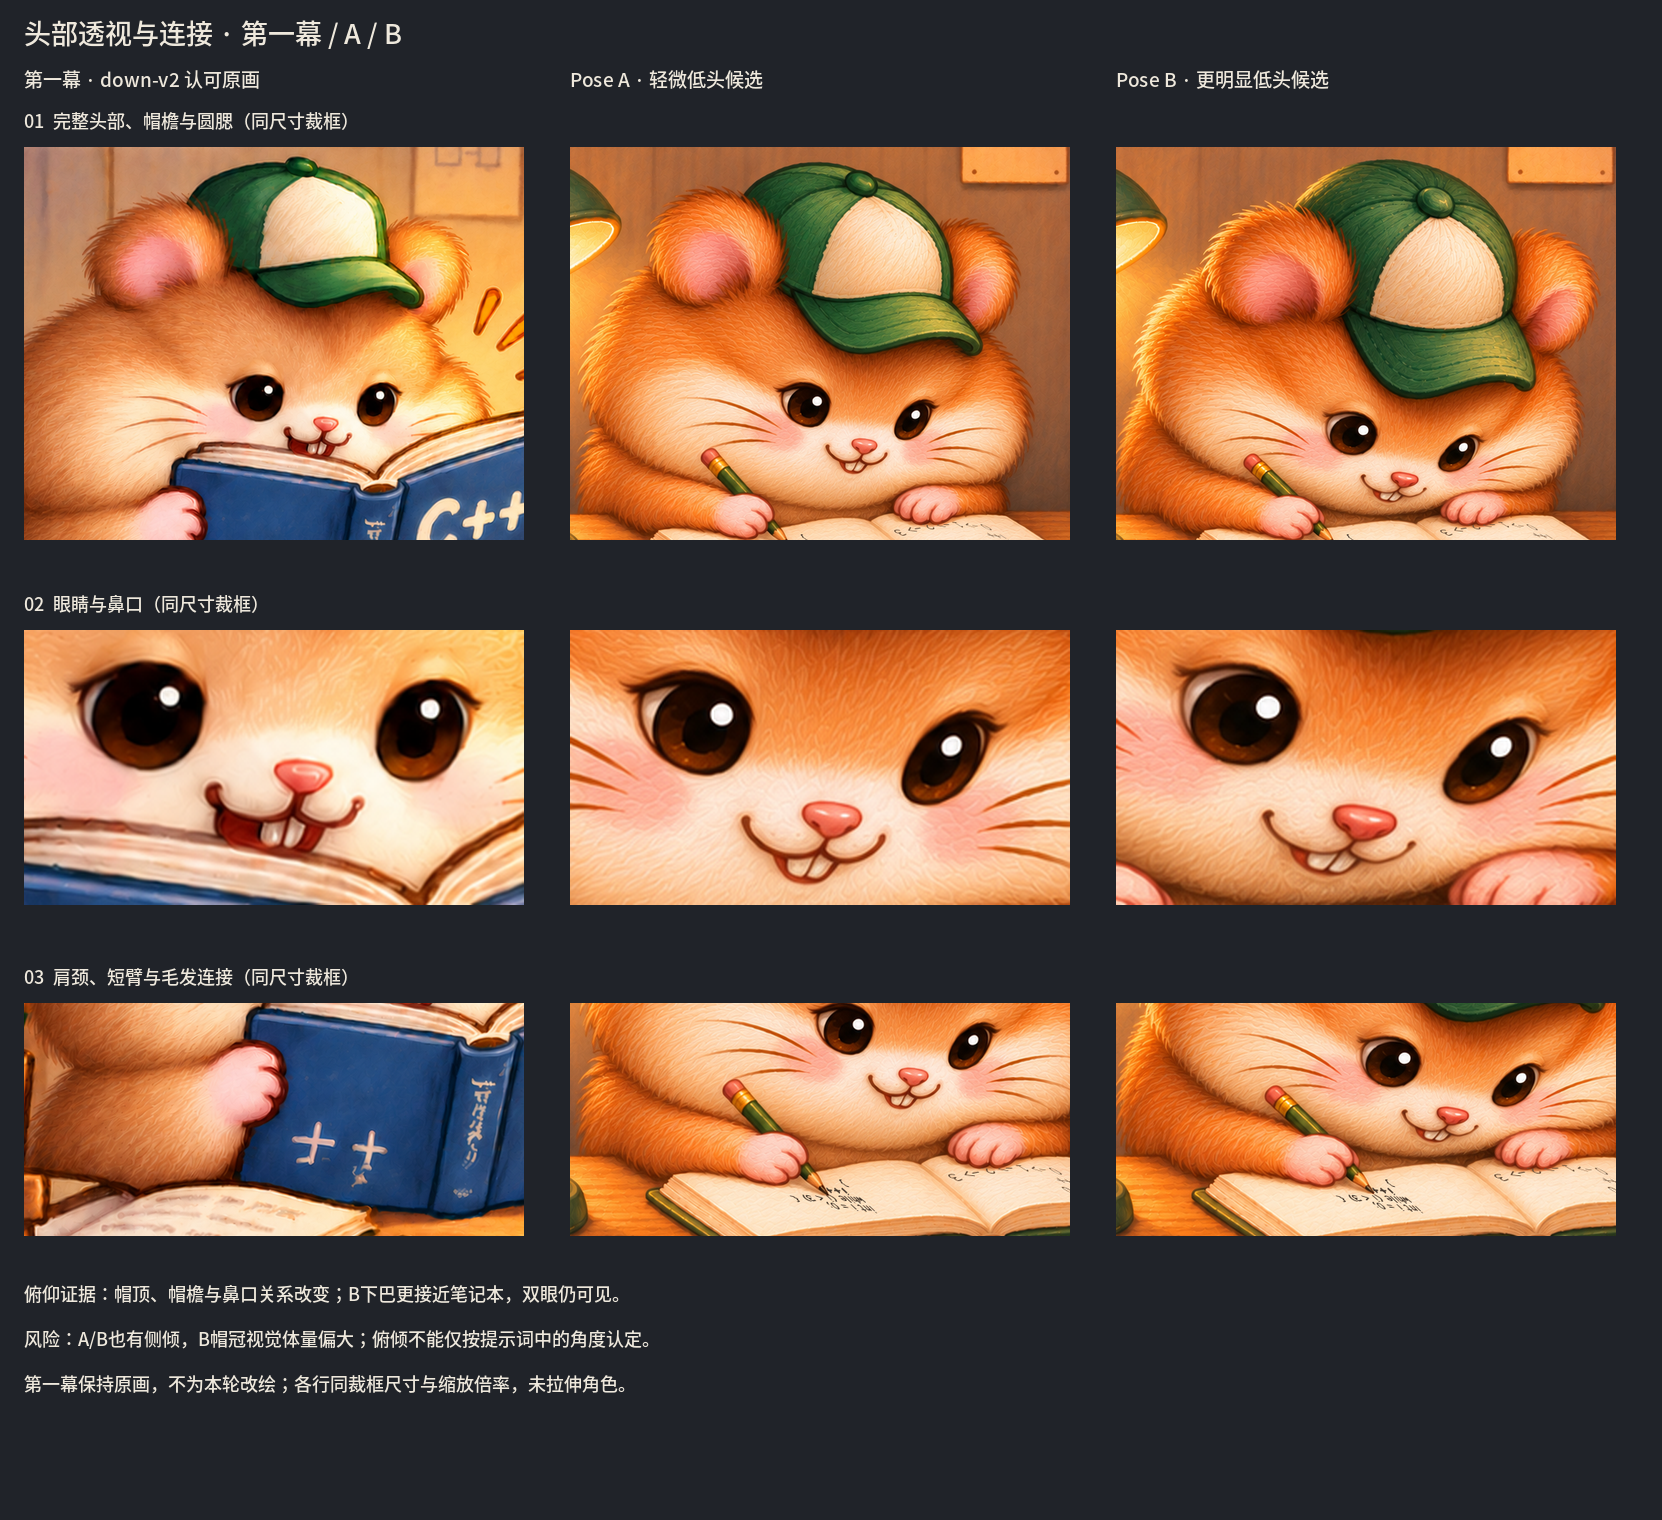 头部透视与连接 · 第一幕 / A / B
第一幕 · down-v2 认可原画
Pose A · 轻微低头候选
Pose B · 更明显低头候选
01 完整头部、帽檐与圆腮（同尺寸裁框）
C++
02 眼睛与鼻口（同尺寸裁框）
03 肩颈、短臂与毛发连接（同尺寸裁框）
++
俯仰证据：帽顶、帽檐与鼻口关系改变；B下巴更接近笔记本，双眼仍可见。
风险：A/B也有侧倾，B帽冠视觉体量偏大；俯倾不能仅按提示词中的角度认定。
第一幕保持原画，不为本轮改绘；各行同裁框尺寸与缩放倍率，未拉伸角色。